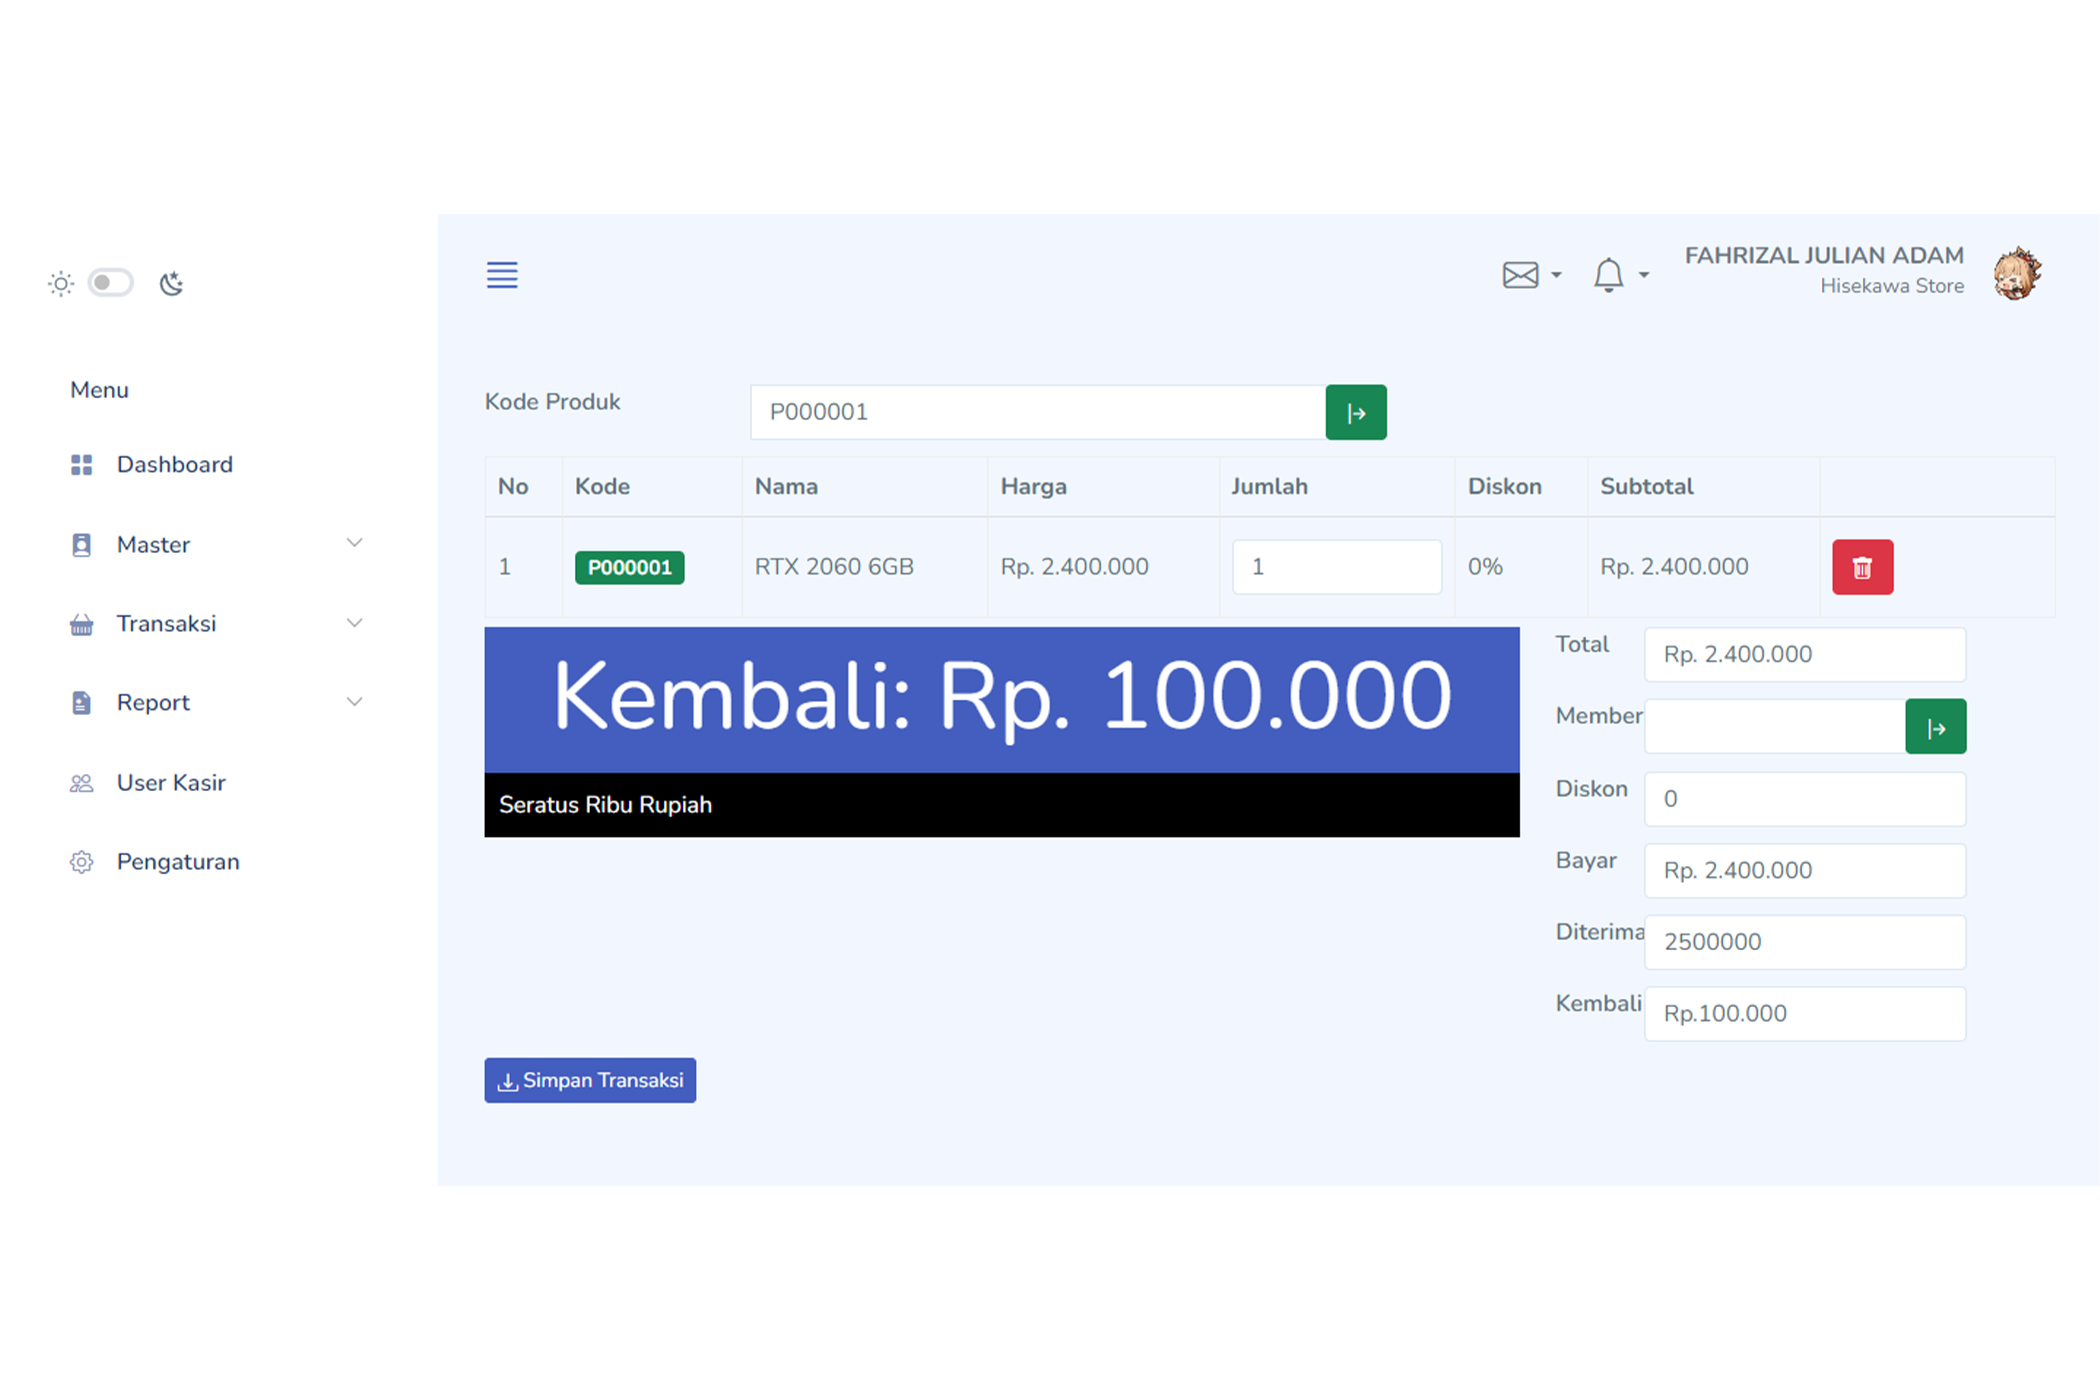 FAHRIZAL JULIAN ADAM
Hisekawa Store
Menu
Dashboard
Master
Transaksi
Report
User Kasir
Pengaturan
Kode Produk P000001
No Kode Nama Harga Jumlah Diskon Subtotal
1 P000001 RTX 2060 6GB Rp. 2.400.000 1 0% Rp. 2.400.000
Kembali: Rp. 100.000
Seratus Ribu Rupiah
Total Rp. 2.400.000
Member
Diskon 0
Bayar Rp. 2.400.000
Diterima 2500000
Kembali Rp.100.000
Simpan Transaksi